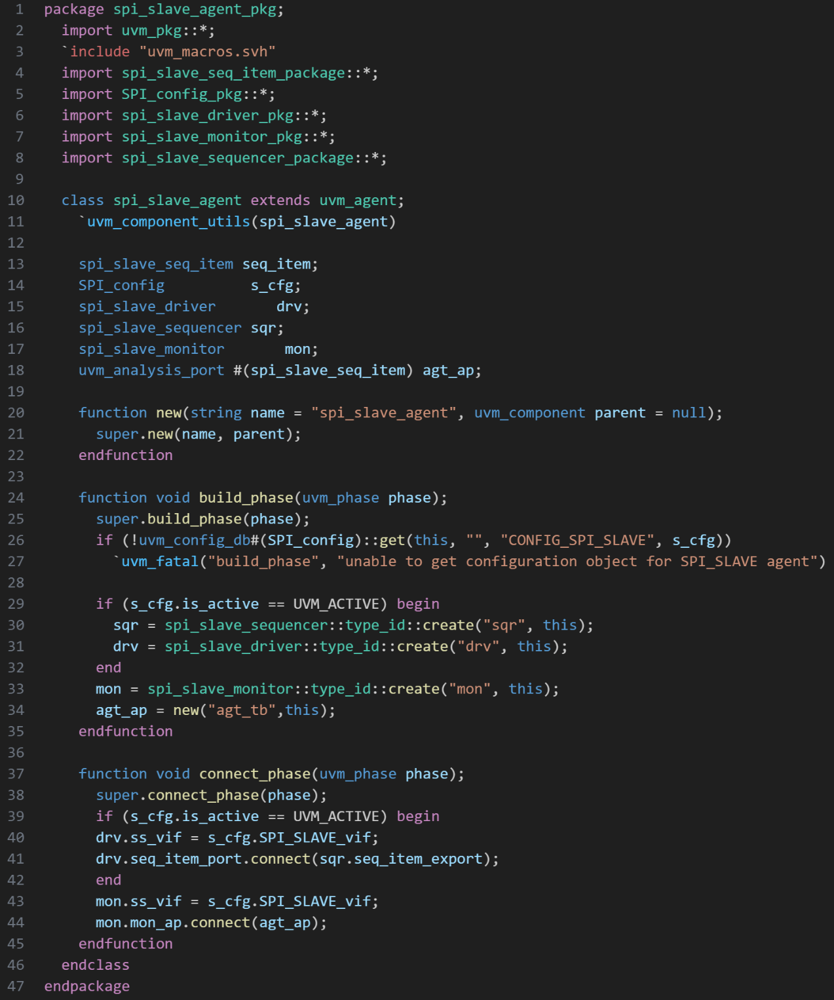 1 package spi_slave_agent_pkg;
2   import uvm_pkg::*;
3   `include "uvm_macros.svh"
4   import spi_slave_seq_item_package::*;
5   import SPI_config_pkg::*;
6   import spi_slave_driver_pkg::*;
7   import spi_slave_monitor_pkg::*;
8   import spi_slave_sequencer_package::*;
9
10   class spi_slave_agent extends uvm_agent;
11     `uvm_component_utils(spi_slave_agent)
12
13     spi_slave_seq_item seq_item;
14     SPI_config          s_cfg;
15     spi_slave_driver       drv;
16     spi_slave_sequencer sqr;
17     spi_slave_monitor       mon;
18     uvm_analysis_port #(spi_slave_seq_item) agt_ap;
19
20     function new(string name = "spi_slave_agent", uvm_component parent = null);
21       super.new(name, parent);
22     endfunction
23
24     function void build_phase(uvm_phase phase);
25       super.build_phase(phase);
26       if (!uvm_config_db#(SPI_config)::get(this, "", "CONFIG_SPI_SLAVE", s_cfg))
27         `uvm_fatal("build_phase", "unable to get configuration object for SPI_SLAVE agent")
28
29       if (s_cfg.is_active == UVM_ACTIVE) begin
30         sqr = spi_slave_sequencer::type_id::create("sqr", this);
31         drv = spi_slave_driver::type_id::create("drv", this);
32       end
33       mon = spi_slave_monitor::type_id::create("mon", this);
34       agt_ap = new("agt_tb",this);
35     endfunction
36
37     function void connect_phase(uvm_phase phase);
38       super.connect_phase(phase);
39       if (s_cfg.is_active == UVM_ACTIVE) begin
40       drv.ss_vif = s_cfg.SPI_SLAVE_vif;
41       drv.seq_item_port.connect(sqr.seq_item_export);
42       end
43       mon.ss_vif = s_cfg.SPI_SLAVE_vif;
44       mon.mon_ap.connect(agt_ap);
45     endfunction
46   endclass
47 endpackage